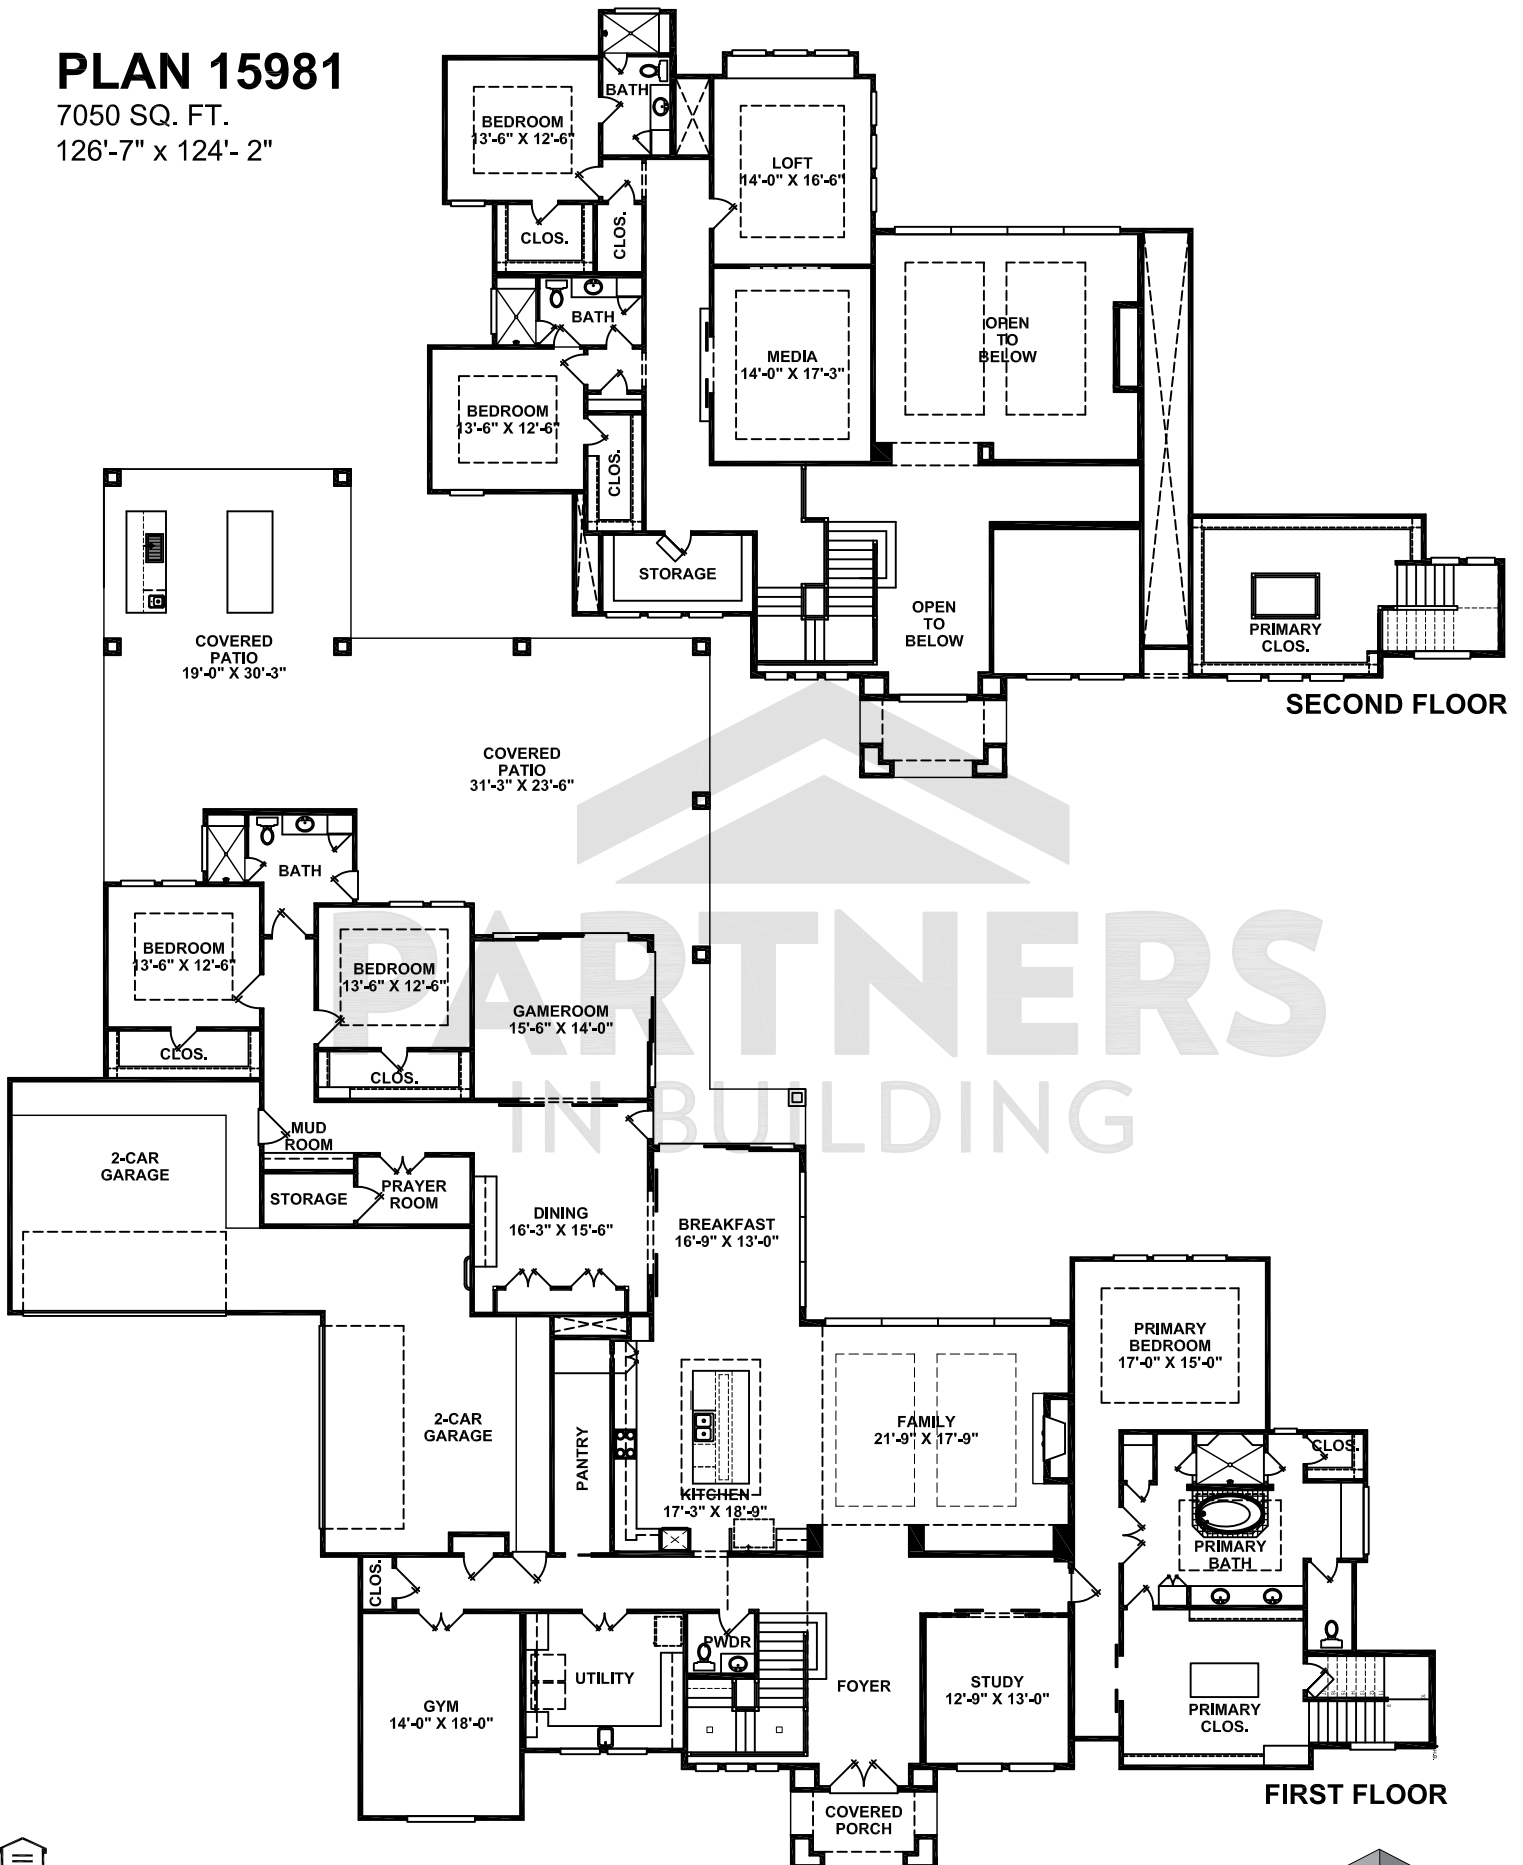 PLAN 15981
7050 SQ. FT.
126'-7" x 124'- 2"
BATH
BEDROOM
13'-6" X 12'-6"
LOFT
14'-0" X 16'-6"
CLOS.
CLOS.
BATH
OPEN
TO
BELOW
MEDIA
14'-0" X 17'-3"
BEDROOM
13'-6" X 12'-6"
CLOS.
STORAGE
OPEN
TO
BELOW
PRIMARY
CLOS.
SECOND FLOOR
COVERED
PATIO
19'-0" X 30'-3"
COVERED
PATIO
31'-3" X 23'-6"
BATH
BEDROOM
13'-6" X 12'-6"
BEDROOM
13'-6" X 12'-6"
GAMEROOM
15'-6" X 14'-0"
CLOS.
CLOS.
PARTNERS
IN BUILDING
MUD
ROOM
2-CAR
GARAGE
STORAGE
PRAYER
ROOM
DINING
16'-3" X 15'-6"
BREAKFAST
16'-9" X 13'-0"
PRIMARY
BEDROOM
17'-0" X 15'-0"
2-CAR
GARAGE
PANTRY
FAMILY
21'-9" X 17'-9"
CLOS.
KITCHEN
17'-3" X 18'-9"
PRIMARY
BATH
CLOS.
PWDR
UTILITY
FOYER
STUDY
12'-9" X 13'-0"
GYM
14'-0" X 18'-0"
PRIMARY
CLOS.
FIRST FLOOR
COVERED
PORCH